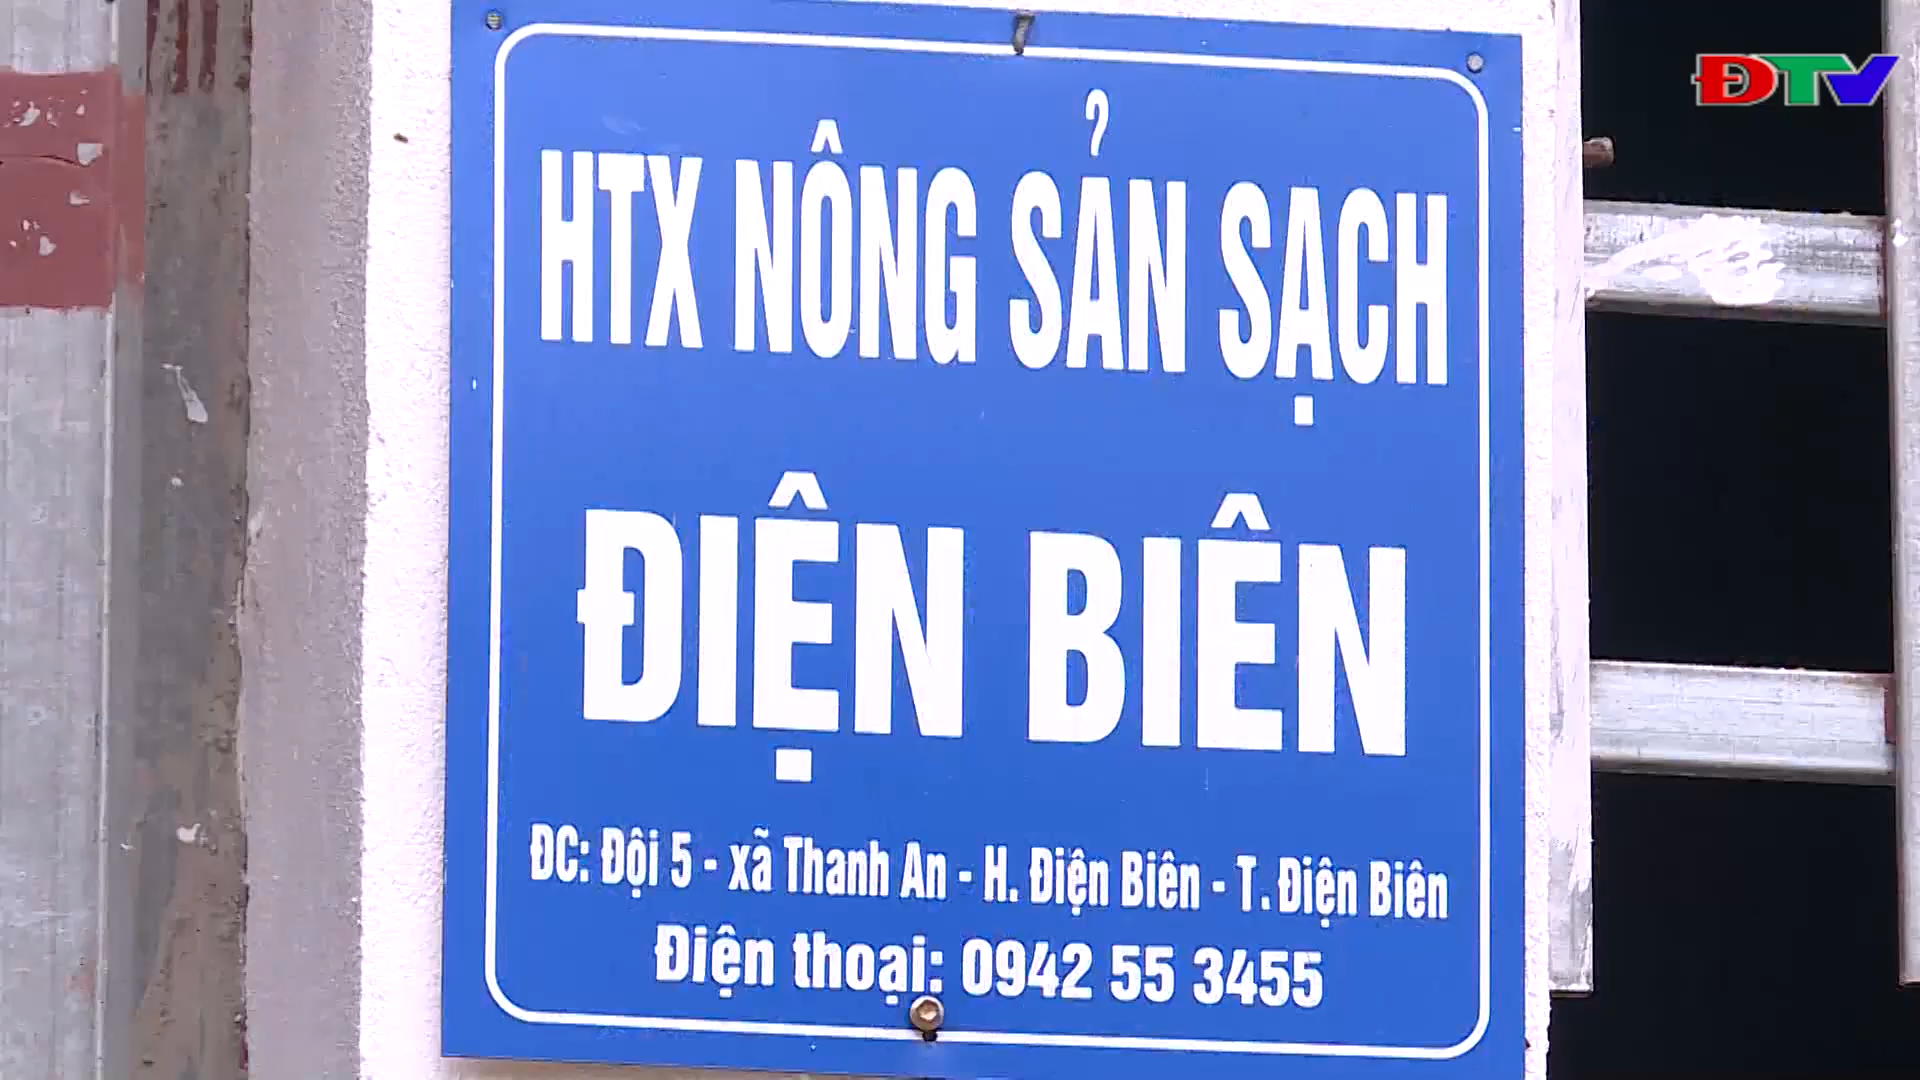 ĐTV
HTX NÔNG SẢN SẠCH
ĐIỆN BIÊN
ĐC: Đội 5 - xã Thanh An - H. Điện Biên - T. Điện Biên
Điện thoại: 0942 55 3455